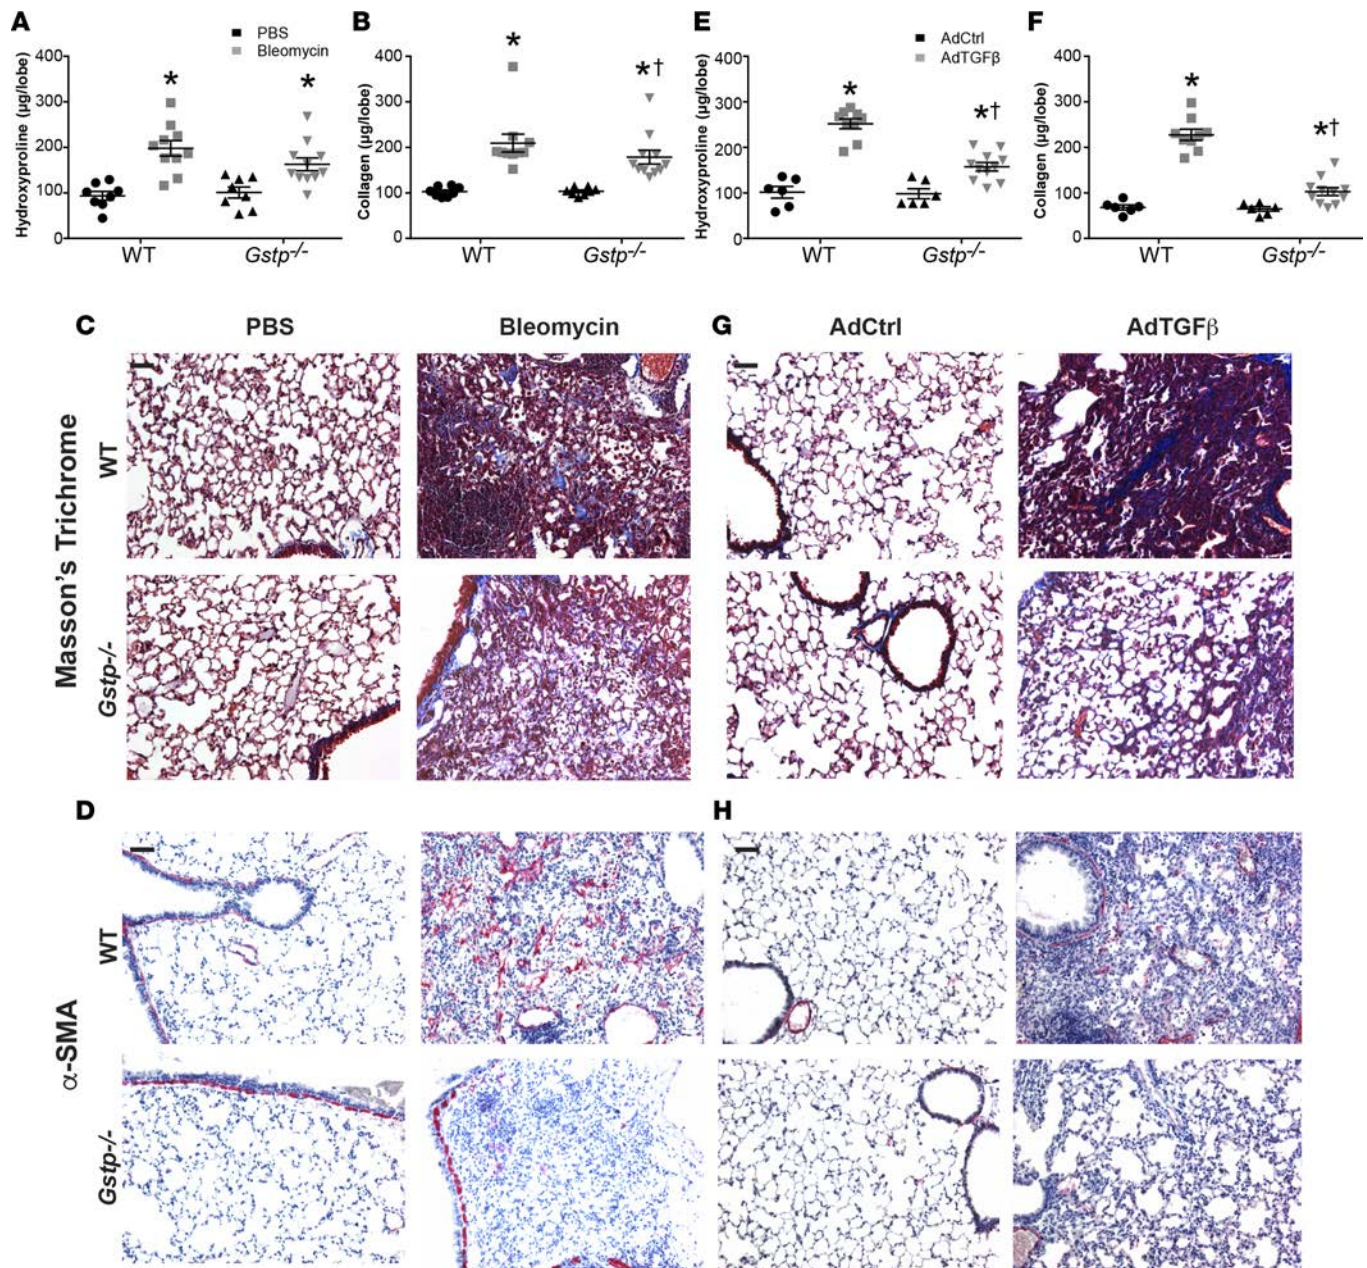 A
PBS
Bleomycin
Hydroxyproline (µg/lobe)
400
300
200
100
0
*
*
WT
Gstp-/-
B
Collagen (µg/lobe)
400
300
200
100
0
*
*†
WT
Gstp-/-
E
AdCtrl
AdTGFβ
Hydroxyproline (µg/lobe)
400
300
200
100
0
*
*†
WT
Gstp-/-
F
Collagen (µg/lobe)
400
300
200
100
0
*
*†
WT
Gstp-/-
C
PBS
Bleomycin
G
AdCtrl
AdTGFβ
Masson's Trichrome
WT
Gstp-/-
D
H
α-SMA
WT
Gstp-/-